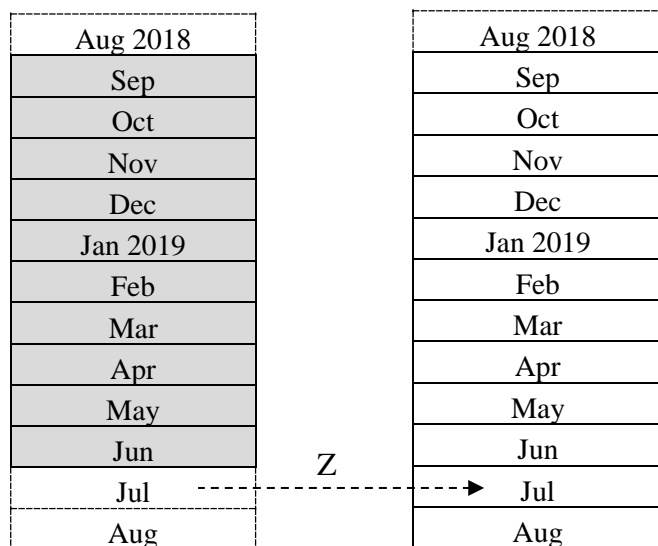 Aug 2018
Sep
Oct
Nov
Dec
Jan 2019
Feb
Mar
Apr
May
Jun
Jul
Aug
Z
Aug 2018
Sep
Oct
Nov
Dec
Jan 2019
Feb
Mar
Apr
May
Jun
Jul
Aug